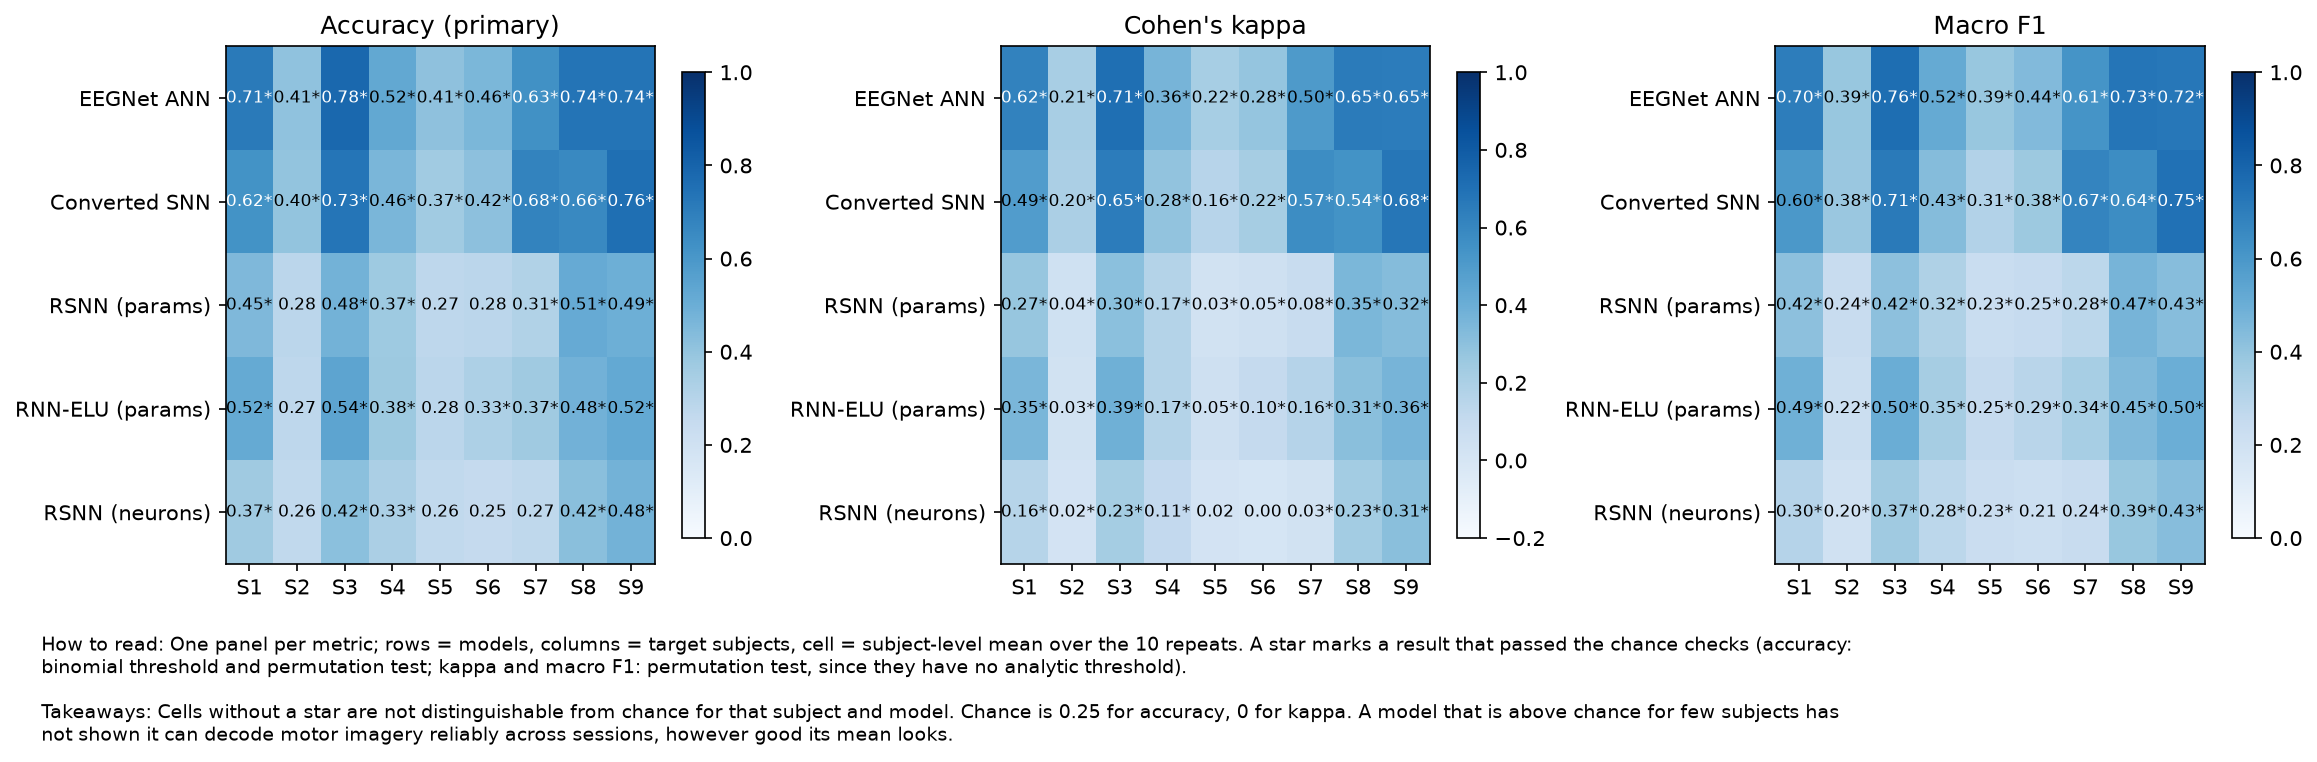 Accuracy (primary)
EEGNet ANN 0.71* 0.41* 0.78* 0.52* 0.41* 0.46* 0.63* 0.74* 0.74*
Converted SNN 0.62* 0.40* 0.73* 0.46* 0.37* 0.42* 0.68* 0.66* 0.76*
RSNN (params) 0.45* 0.28 0.48* 0.37* 0.27 0.28 0.31* 0.51* 0.49*
RNN-ELU (params) 0.52* 0.27 0.54* 0.38* 0.28 0.33* 0.37* 0.48* 0.52*
RSNN (neurons) 0.37* 0.26 0.42* 0.33* 0.26 0.25 0.27 0.42* 0.48*
S1 S2 S3 S4 S5 S6 S7 S8 S9
1.0
0.8
0.6
0.4
0.2
0.0
Cohen's kappa
EEGNet ANN 0.62* 0.21* 0.71* 0.36* 0.22* 0.28* 0.50* 0.65* 0.65*
Converted SNN 0.49* 0.20* 0.65* 0.28* 0.16* 0.22* 0.57* 0.54* 0.68*
RSNN (params) 0.27* 0.04* 0.30* 0.17* 0.03* 0.05* 0.08* 0.35* 0.32*
RNN-ELU (params) 0.35* 0.03* 0.39* 0.17* 0.05* 0.10* 0.16* 0.31* 0.36*
RSNN (neurons) 0.16* 0.02* 0.23* 0.11* 0.02 0.00 0.03* 0.23* 0.31*
S1 S2 S3 S4 S5 S6 S7 S8 S9
1.0
0.8
0.6
0.4
0.2
0.0
−0.2
Macro F1
EEGNet ANN 0.70* 0.39* 0.76* 0.52* 0.39* 0.44* 0.61* 0.73* 0.72*
Converted SNN 0.60* 0.38* 0.71* 0.43* 0.31* 0.38* 0.67* 0.64* 0.75*
RSNN (params) 0.42* 0.24* 0.42* 0.32* 0.23* 0.25* 0.28* 0.47* 0.43*
RNN-ELU (params) 0.49* 0.22* 0.50* 0.35* 0.25* 0.29* 0.34* 0.45* 0.50*
RSNN (neurons) 0.30* 0.20* 0.37* 0.28* 0.23* 0.21 0.24* 0.39* 0.43*
S1 S2 S3 S4 S5 S6 S7 S8 S9
1.0
0.8
0.6
0.4
0.2
0.0
How to read: One panel per metric; rows = models, columns = target subjects, cell = subject-level mean over the 10 repeats. A star marks a result that passed the chance checks (accuracy:
binomial threshold and permutation test; kappa and macro F1: permutation test, since they have no analytic threshold).
Takeaways: Cells without a star are not distinguishable from chance for that subject and model. Chance is 0.25 for accuracy, 0 for kappa. A model that is above chance for few subjects has
not shown it can decode motor imagery reliably across sessions, however good its mean looks.